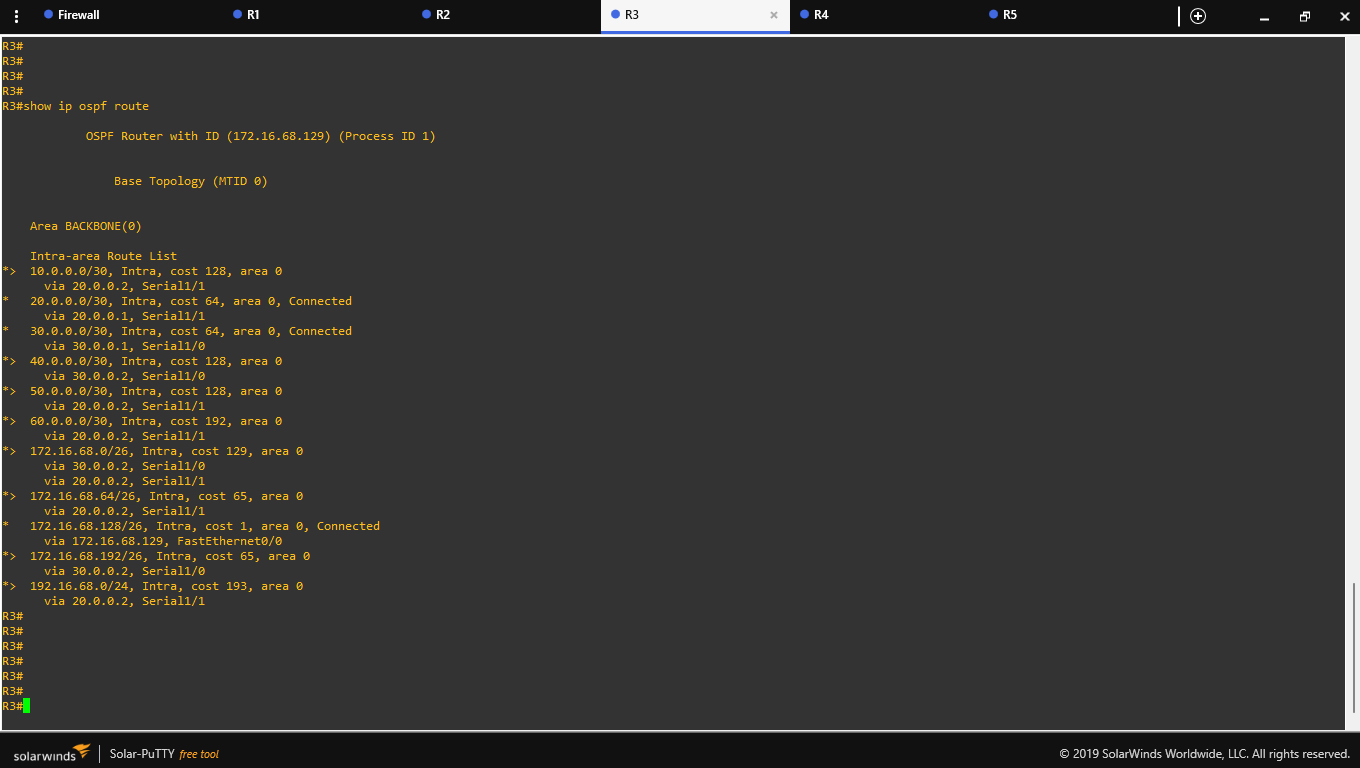 Firewall R1 R2 R3 R4 R5
R3#
R3#
R3#
R3#
R3#show ip ospf route
OSPF Router with ID (172.16.68.129) (Process ID 1)
Base Topology (MTID 0)
Area BACKBONE(0)
Intra-area Route List
*> 10.0.0.0/30, Intra, cost 128, area 0
via 20.0.0.2, Serial1/1
* 20.0.0.0/30, Intra, cost 64, area 0, Connected
via 20.0.0.1, Serial1/1
* 30.0.0.0/30, Intra, cost 64, area 0, Connected
via 30.0.0.1, Serial1/0
*> 40.0.0.0/30, Intra, cost 128, area 0
via 30.0.0.2, Serial1/0
*> 50.0.0.0/30, Intra, cost 128, area 0
via 20.0.0.2, Serial1/1
*> 60.0.0.0/30, Intra, cost 192, area 0
via 20.0.0.2, Serial1/1
*> 172.16.68.0/26, Intra, cost 129, area 0
via 30.0.0.2, Serial1/0
via 20.0.0.2, Serial1/1
*> 172.16.68.64/26, Intra, cost 65, area 0
via 20.0.0.2, Serial1/1
* 172.16.68.128/26, Intra, cost 1, area 0, Connected
via 172.16.68.129, FastEthernet0/0
*> 172.16.68.192/26, Intra, cost 65, area 0
via 30.0.0.2, Serial1/0
*> 192.16.68.0/24, Intra, cost 193, area 0
via 20.0.0.2, Serial1/1
R3#
R3#
R3#
R3#
R3#
R3#
R3#
solarwinds Solar-PuTTY free tool © 2019 SolarWinds Worldwide, LLC. All rights reserved.